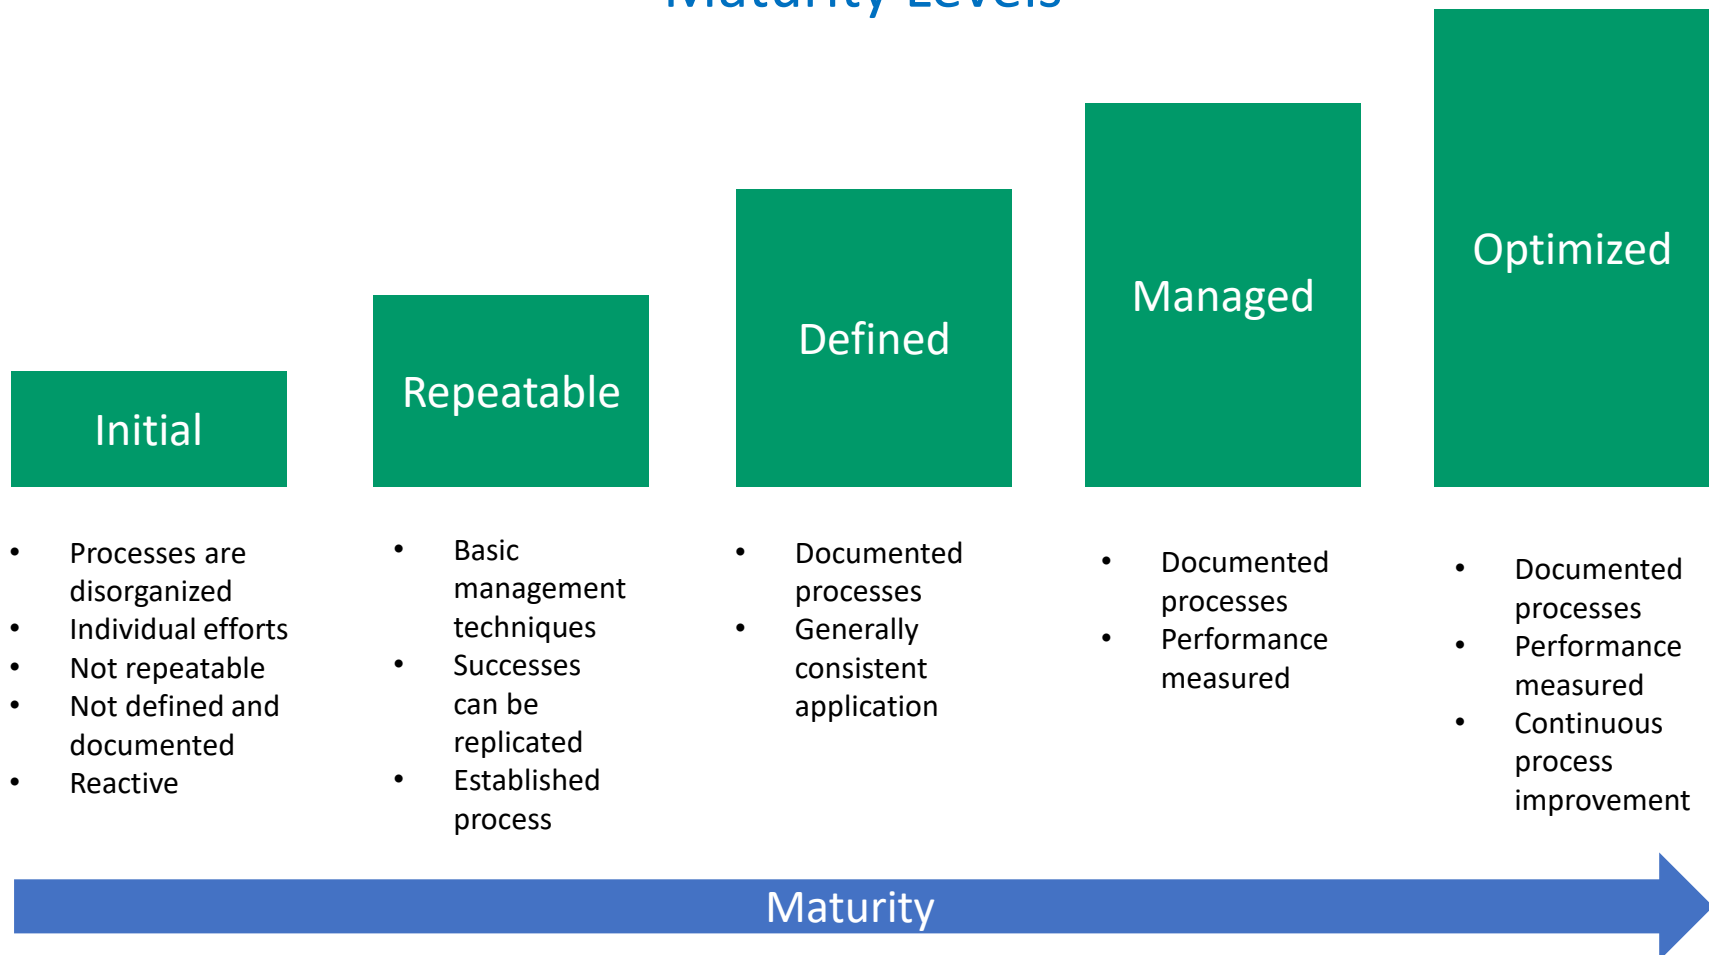 Maturity Levels
Initial
Repeatable
Defined
Managed
Optimized
• Processes are
disorganized
• Individual efforts
• Not repeatable
• Not defined and
documented
• Reactive
• Basic
management
techniques
• Successes
can be
replicated
• Established
process
• Documented
processes
• Generally
consistent
application
• Documented
processes
• Performance
measured
• Documented
processes
• Performance
measured
• Continuous
process
improvement
Maturity